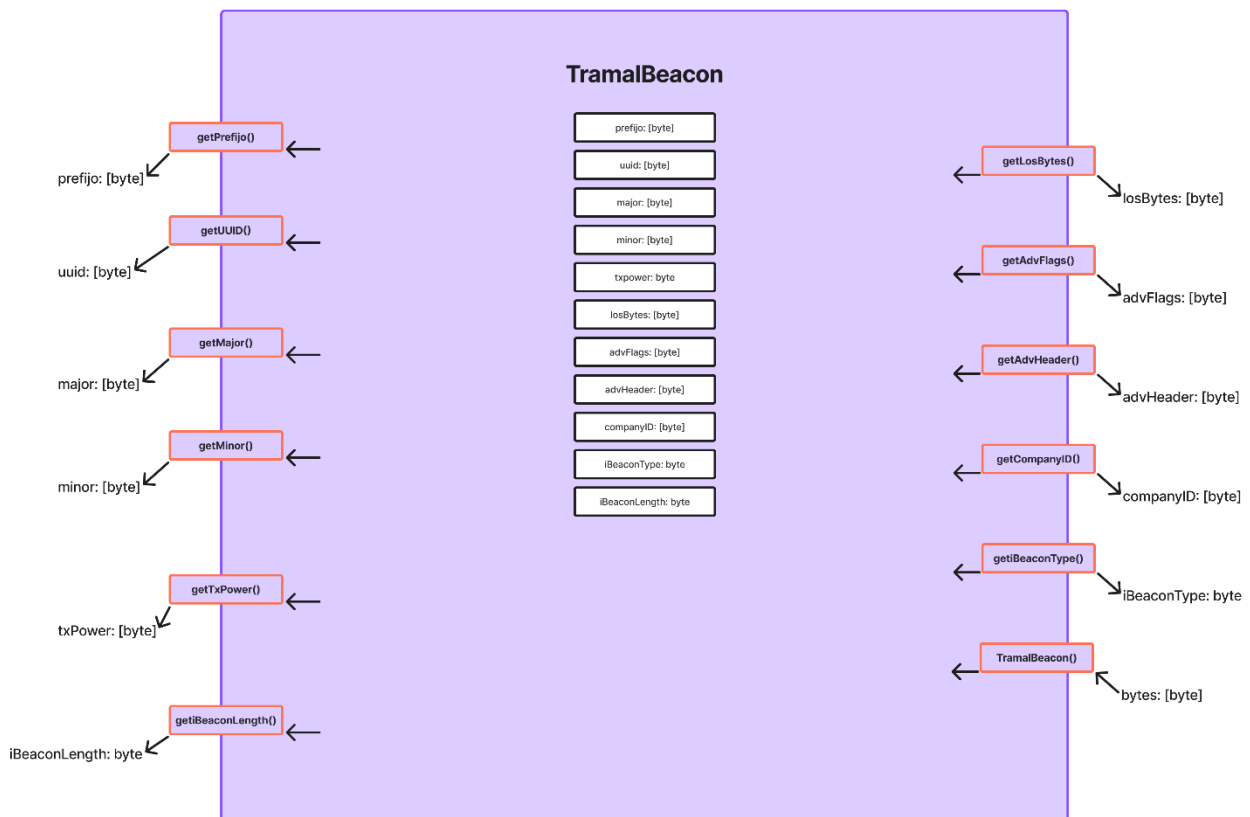 TramaIBeacon
prefijo: [byte]
uuid: [byte]
major: [byte]
minor: [byte]
txpower: byte
losBytes: [byte]
advFlags: [byte]
advHeader: [byte]
companyID: [byte]
iBeaconType: byte
iBeaconLength: byte
getPrefijo()
prefijo: [byte]
getUUID()
uuid: [byte]
getMajor()
major: [byte]
getMinor()
minor: [byte]
getTxPower()
txPower: [byte]
getiBeaconLength()
iBeaconLength: byte
getLosBytes()
losBytes: [byte]
getAdvFlags()
advFlags: [byte]
getAdvHeader()
advHeader: [byte]
getCompanyID()
companyID: [byte]
getiBeaconType()
iBeaconType: byte
TramaIBeacon()
bytes: [byte]